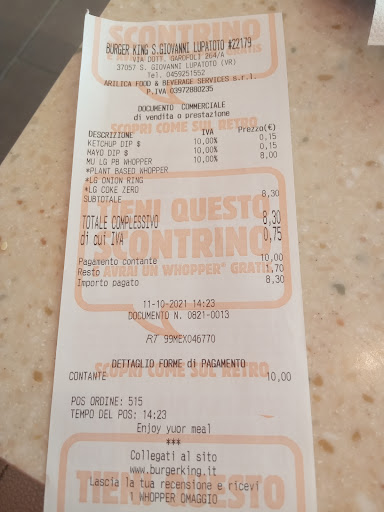 SCONTRINO
BURGER KING S.GIOVANNI LUPATOTO #22179
VIA DOTT. GAROFOLI 264/A
37057 S. GIOVANNI LUPATOTO (VR)
Tel. 0459251552
ARILICA FOOD & BEVERAGE SERVICES S.r.l.
P.IVA 03972880235
DOCUMENTO COMMERCIALE
di vendita o prestazione
SCOPRI COME SUL RETRO
DESCRIZIONE IVA Prezzo(€)
KETCHUP DIP $ 10,00% 0,15
MAYO DIP $ 10,00% 0,15
MU LG PB WHOPPER 10,00% 8,00
*PLANT BASED WHOPPER
*LG ONION RING
*LG COKE ZERO
SUBTOTALE 8,30
TIENI QUESTO
TOTALE COMPLESSIVO 8,30
di cui IVA 0,75
SCONTRINO
Pagamento contante 10,00
AVRAI UN WHOPPER® GRATIS
Resto 1,70
Importo pagato 8,30
11-10-2021 14:23
DOCUMENTO N. 0821-0013
RT 99MEX046770
DETTAGLIO FORME di PAGAMENTO
SCOPRI COME SUL RETRO
CONTANTE 10,00
POS ORDINE: 515
TEMPO DEL POS: 14:23
Enjoy yuor meal
***
Collegati al sito
www.burgerking.it
Lascia la tua recensione e ricevi
TIENI QUESTO
1 WHOPPER OMAGGIO